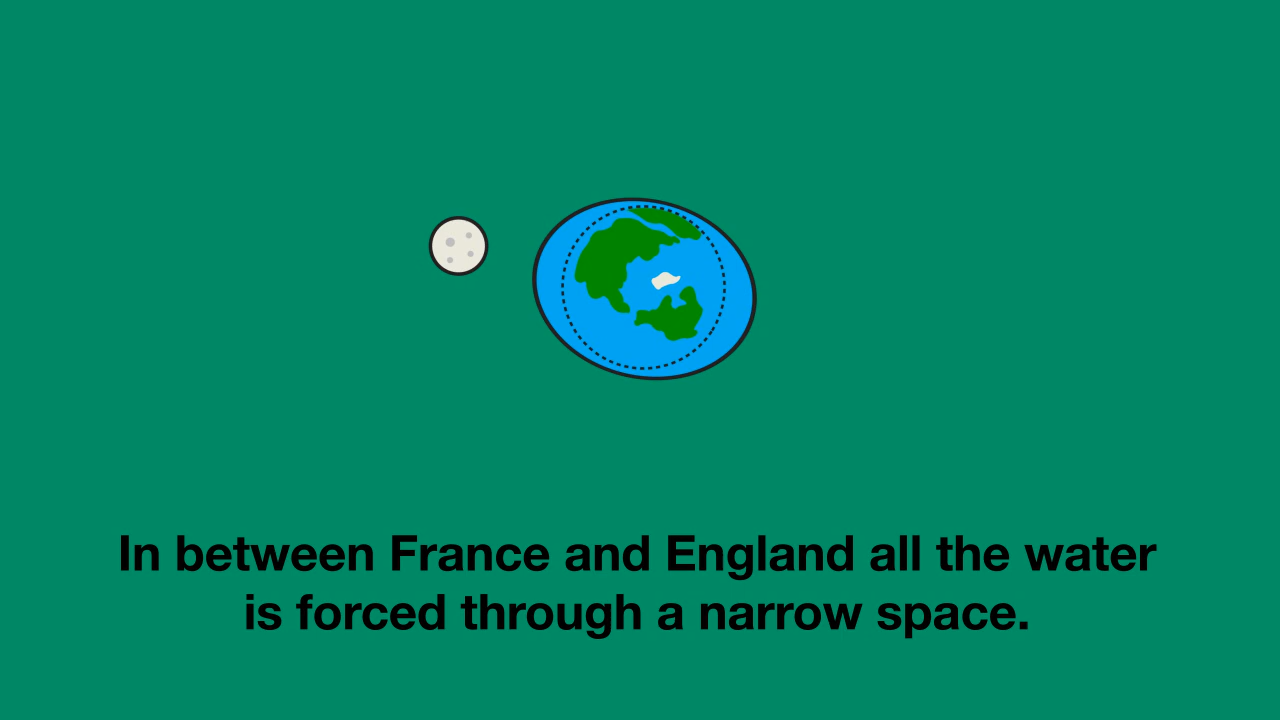 In between France and England all the water
is forced through a narrow space.